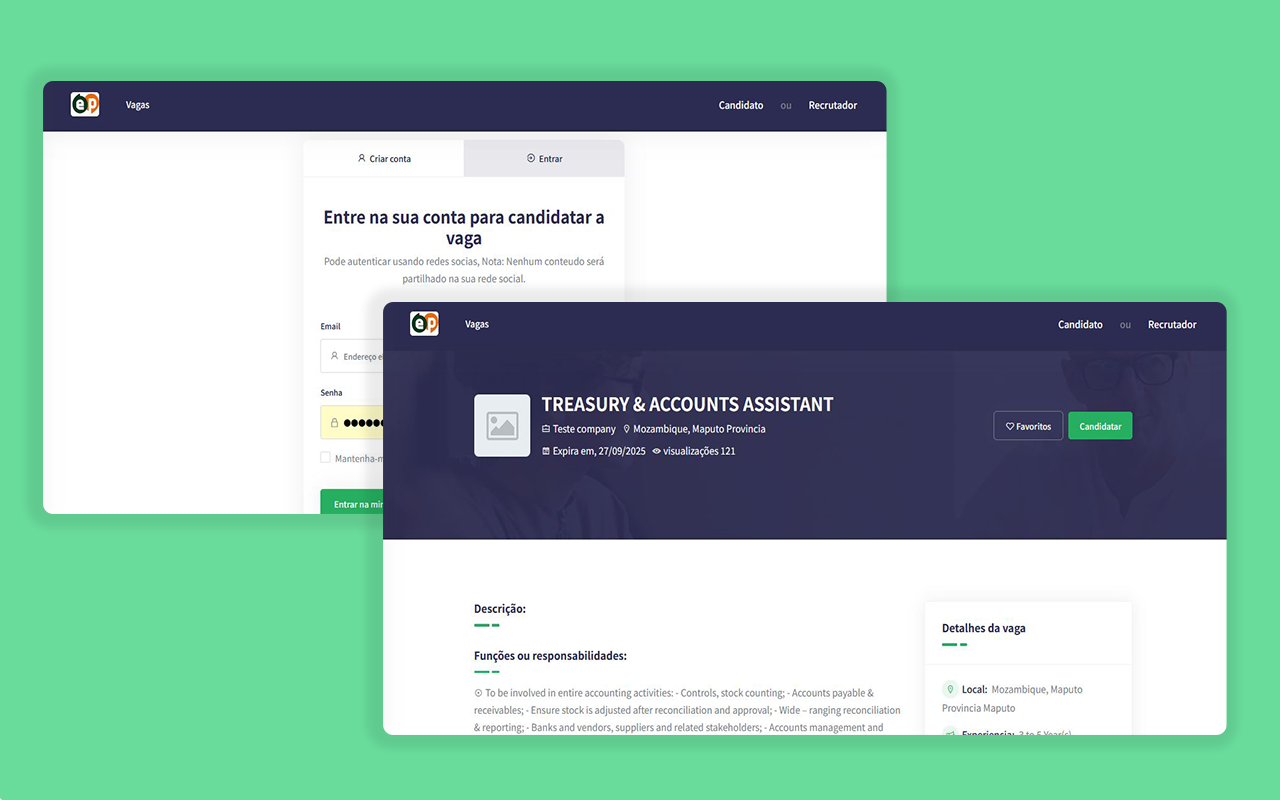 ep
Vagas
Candidato ou Recrutador
Criar conta
Entrar
Entre na sua conta para candidatar a
vaga
Pode autenticar usando redes socias, Nota: Nenhum conteudo será
partilhado na sua rede social.
Email
Endereço
Senha
Mantenha-m
Entrar na
ep
Vagas
Candidato ou Recrutador
TREASURY & ACCOUNTS ASSISTANT
Teste company Mozambique, Maputo Provincia
Expira em, 27/09/2025 visualizações 121
Favoritos
Candidatar
Descrição:
Funções ou responsabilidades:
To be involved in entire accounting activities: - Controls, stock counting; - Accounts payable &
receivables; - Ensure stock is adjusted after reconciliation and approval; - Wide – ranging reconciliation
& reporting; - Banks and vendors, suppliers and related stakeholders; - Accounts management and
Detalhes da vaga
Local: Mozambique, Maputo
Provincia Maputo
Experiencia: 3 to 5 Year(s)